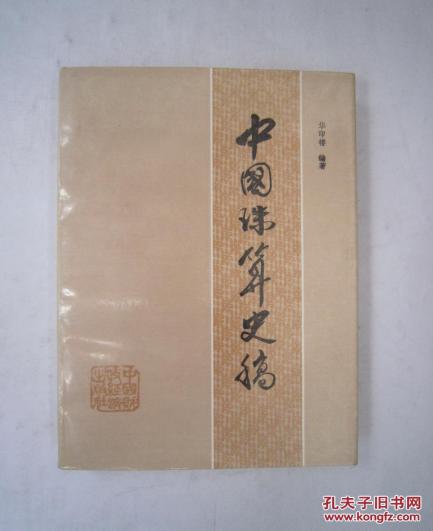 中国珠算史稿
华印椿 编著
孔夫子旧书网
kongfz.com